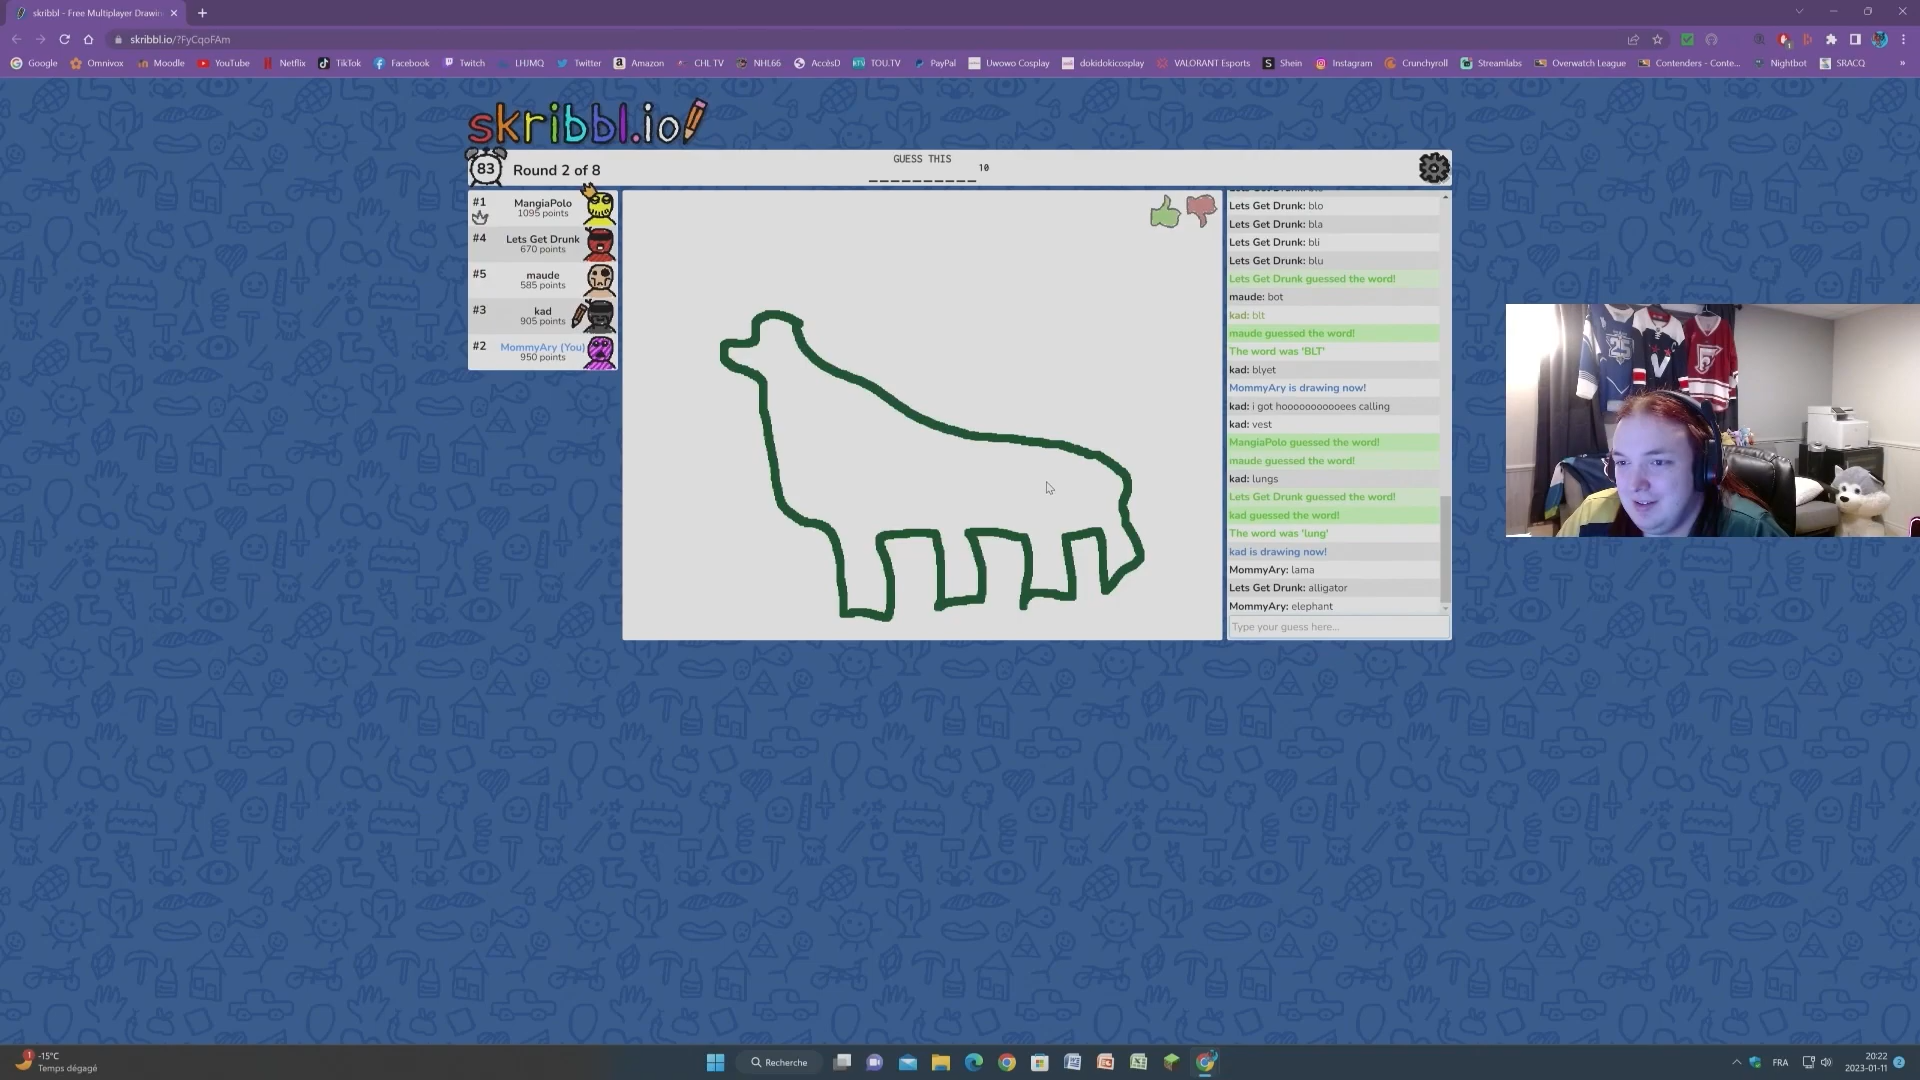 skribbl - Free Multiplayer Drawin
skribbl.io/?FyCqoFAm
Google Omnivox Moodle YouTube Netflix TikTok Facebook Twitch LHJMQ Twitter Amazon CHL TV NHL66 AccèsD TOU.TV PayPal Uwowo Cosplay dokidokicosplay VALORANT Esports Shein Instagram Crunchyroll Streamlabs Overwatch League Contenders - Conte... Nightbot SRACQ »
skribbl.io
83 Round 2 of 8
GUESS THIS
__________ 10
#1 MangiaPolo
1095 points
#4 Lets Get Drunk
670 points
#5 maude
585 points
#3 kad
905 points
#2 MommyAry (You)
950 points
Lets Get Drunk: blo
Lets Get Drunk: bla
Lets Get Drunk: bli
Lets Get Drunk: blu
Lets Get Drunk guessed the word!
maude: bot
kad: blt
maude guessed the word!
The word was 'BLT'
kad: blyet
MommyAry is drawing now!
kad: i got hooooooooooees calling
kad: vest
MangiaPolo guessed the word!
maude guessed the word!
kad: lungs
Lets Get Drunk guessed the word!
kad guessed the word!
The word was 'lung'
kad is drawing now!
MommyAry: lama
Lets Get Drunk: alligator
MommyAry: elephant
Type your guess here...
25
1
-15°C
Temps dégagé
Recherche
FRA
20:22
2023-01-11
2